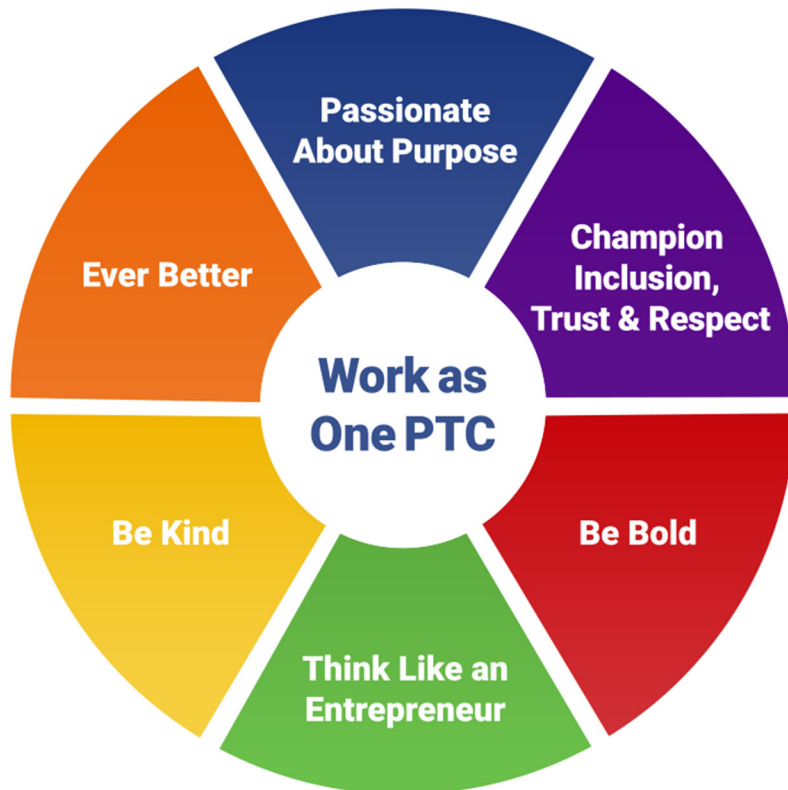 Passionate
About Purpose
Champion
Inclusion,
Trust & Respect
Ever Better
Work as
One PTC
Be Kind
Be Bold
Think Like an
Entrepreneur